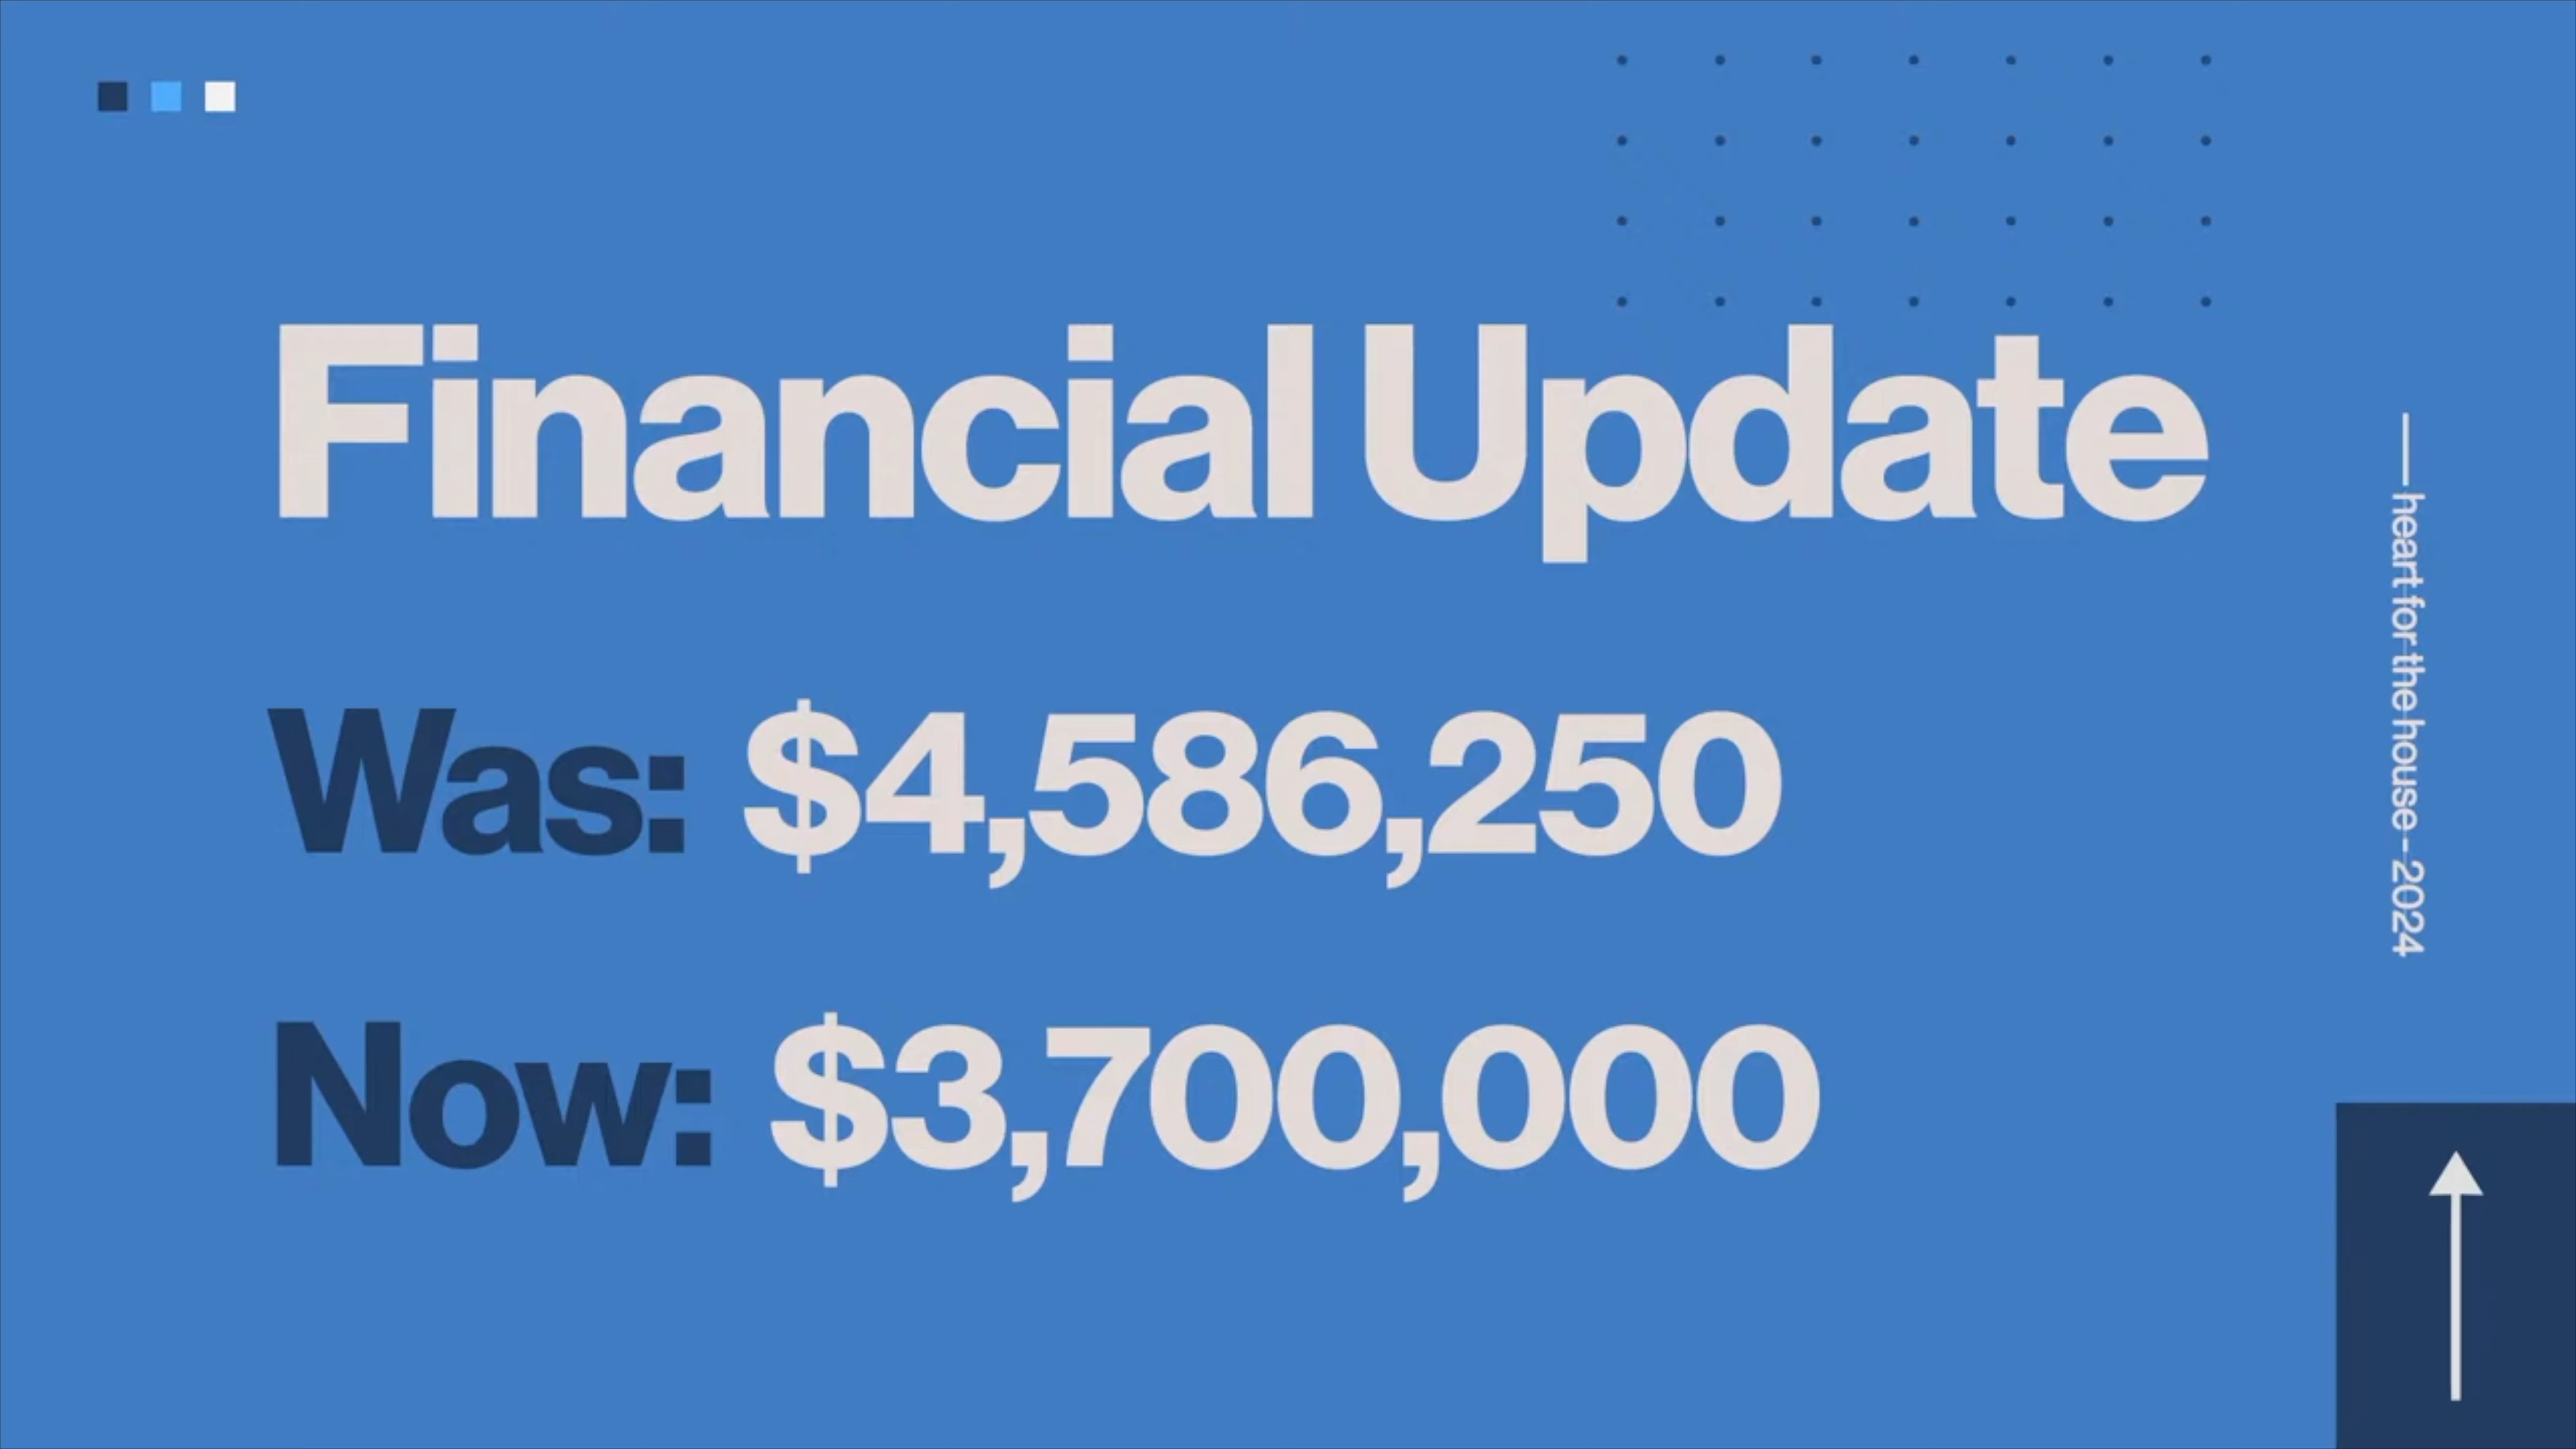 Financial Update
Was: $4,586,250
Now: $3,700,000
heart for the house - 2024